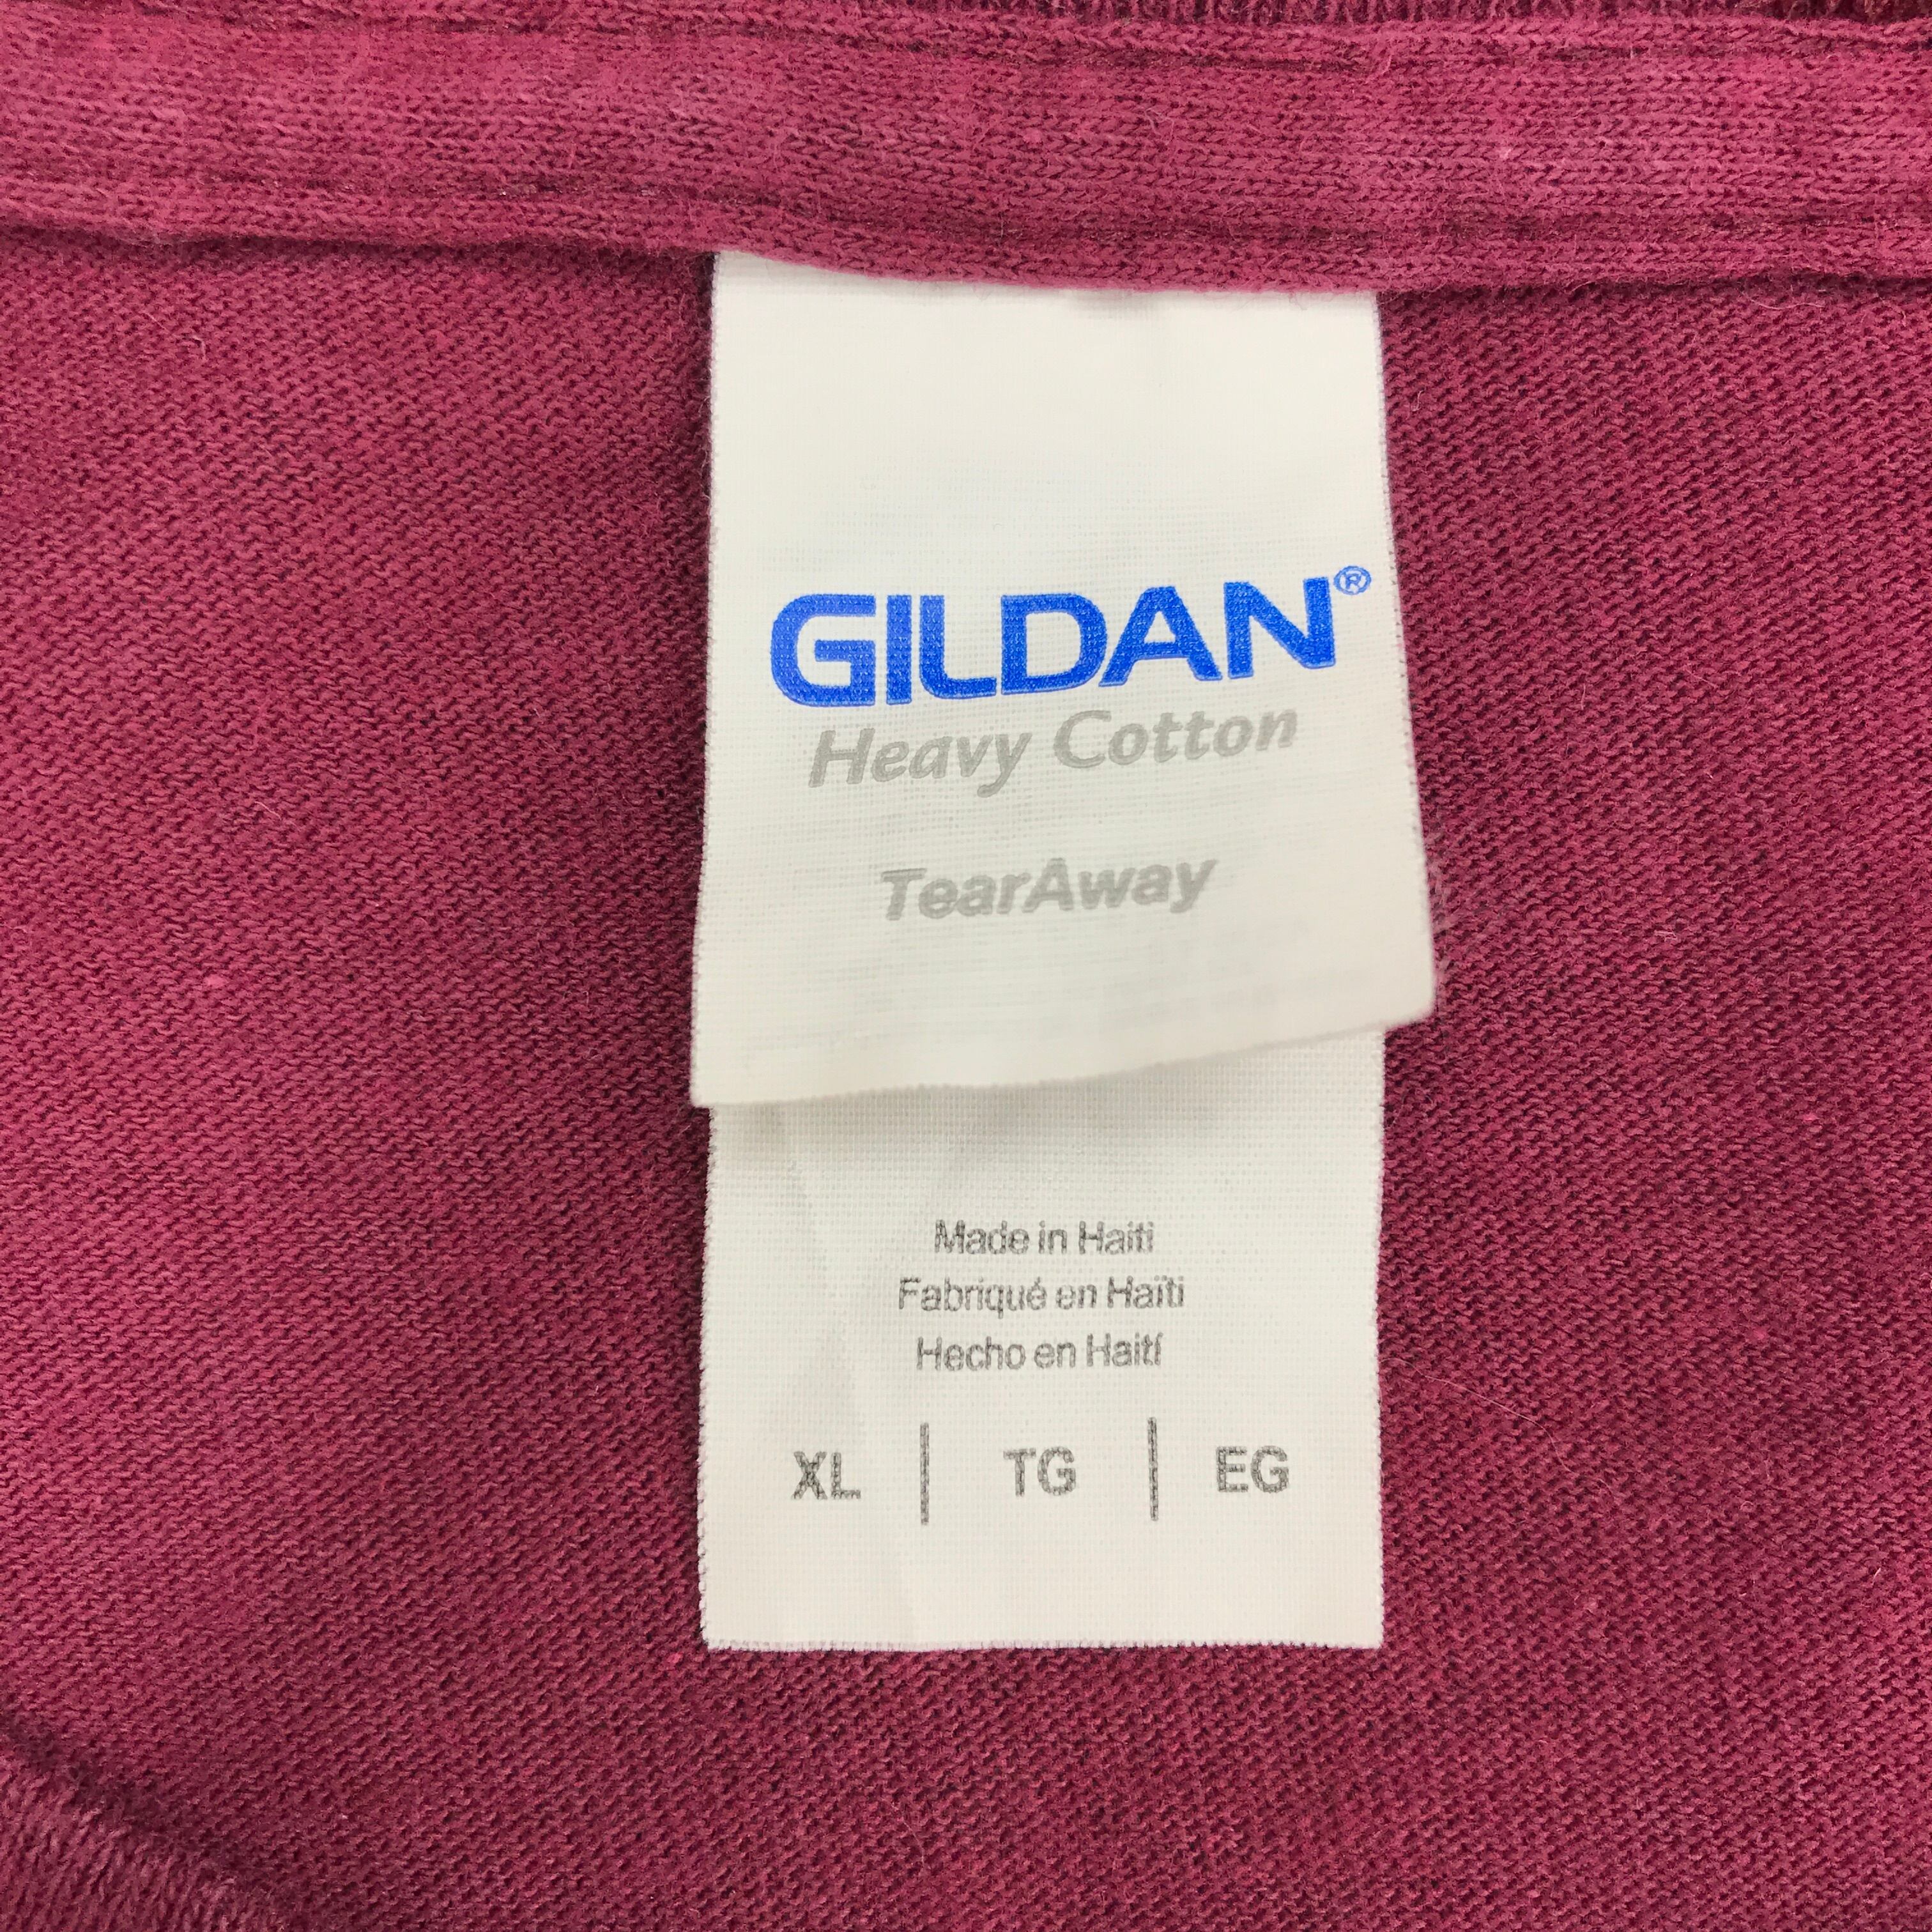 GILDAN®
Heavy Cotton
TearAway
Made in Haiti
Fabriqué en Haïti
Hecho en Haití
XL | TG | EG